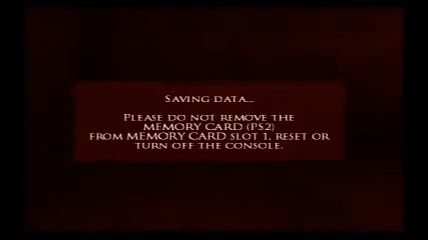 Saving data...
Please do not remove the
MEMORY CARD (PS2)
from MEMORY CARD slot 1, reset or
turn off the console.